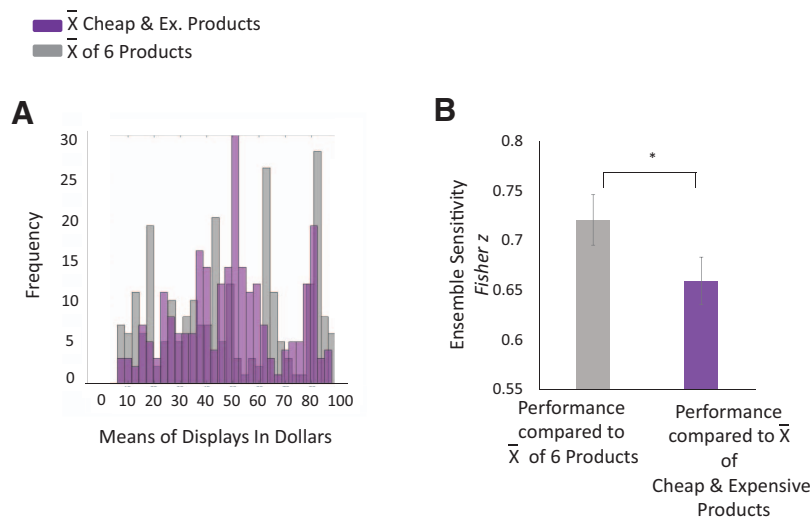 X̅ Cheap & Ex. Products
X̅ of 6 Products
A
30
25
20
15
10
5
0
Frequency
0 10 20 30 40 50 60 70 80 90 100
Means of Displays In Dollars
B
0.8
0.75
0.7
0.65
0.6
0.55
Ensemble Sensitivity
Fisher z
*
Performance
compared to
X̅ of 6 Products
Performance
compared to X̅
of
Cheap & Expensive
Products